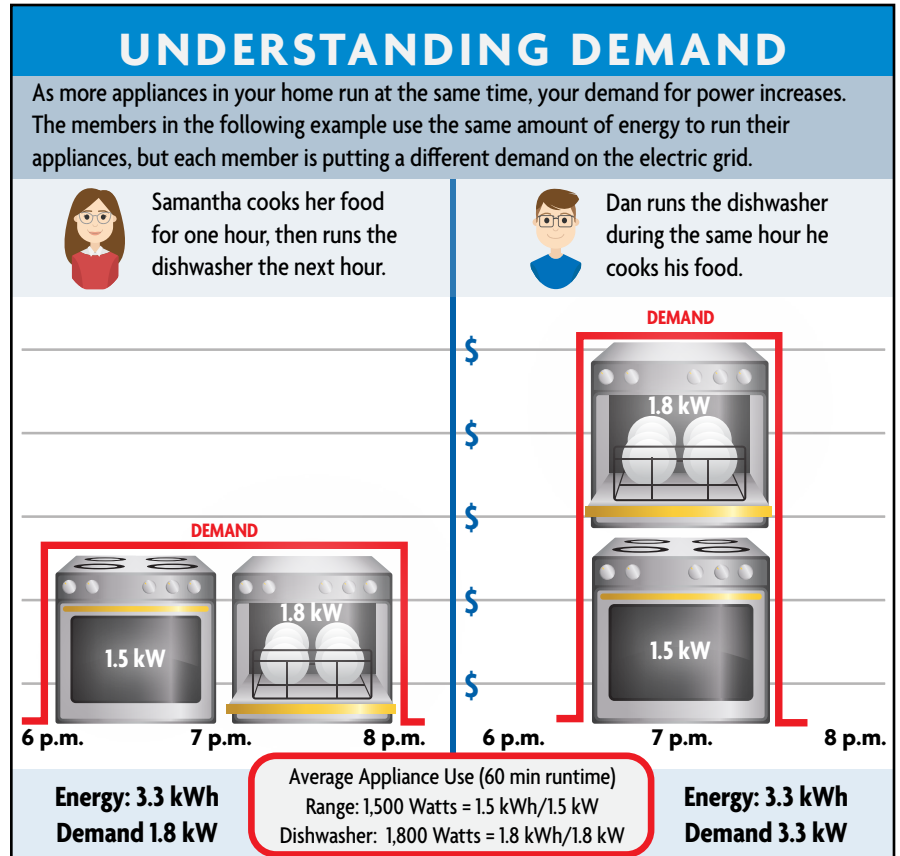 UNDERSTANDING DEMAND
As more appliances in your home run at the same time, your demand for power increases.
The members in the following example use the same amount of energy to run their
appliances, but each member is putting a different demand on the electric grid.
Samantha cooks her food
for one hour, then runs the
dishwasher the next hour.
Dan runs the dishwasher
during the same hour he
cooks his food.
DEMAND
1.5 kW
1.8 kW
6 p.m.
7 p.m.
8 p.m.
$
$
$
$
$
DEMAND
1.8 kW
1.5 kW
6 p.m.
7 p.m.
8 p.m.
Energy: 3.3 kWh
Demand 1.8 kW
Average Appliance Use (60 min runtime)
Range: 1,500 Watts = 1.5 kWh/1.5 kW
Dishwasher: 1,800 Watts = 1.8 kWh/1.8 kW
Energy: 3.3 kWh
Demand 3.3 kW